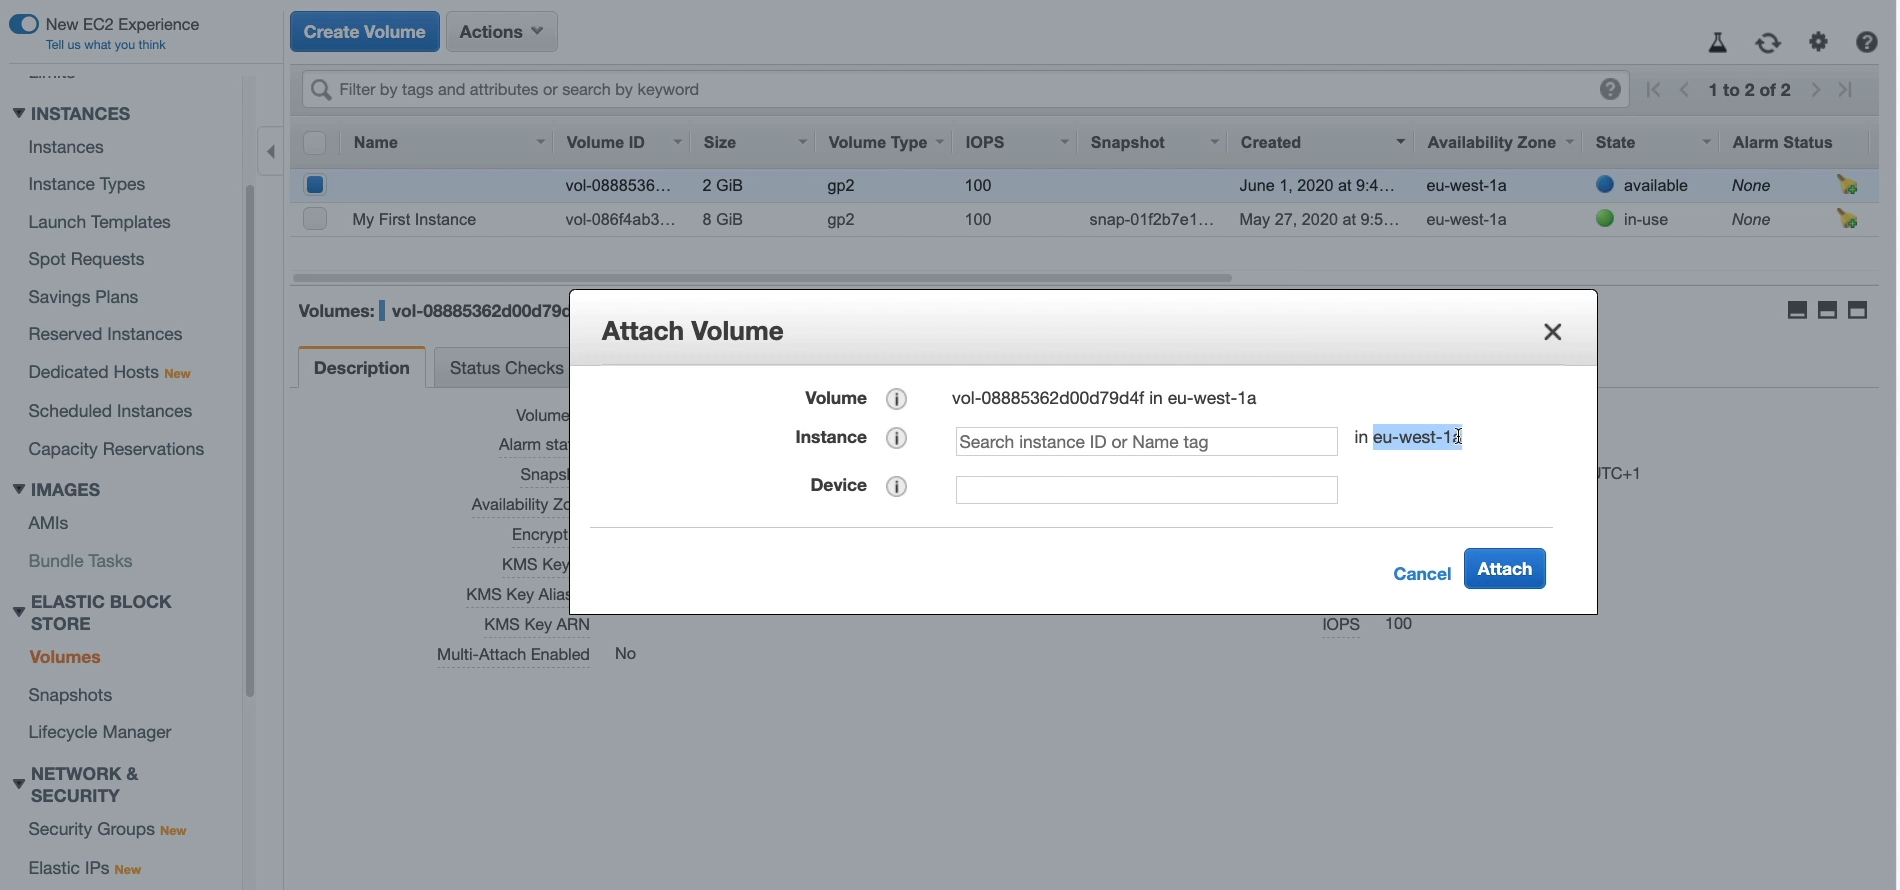 New EC2 Experience
Tell us what you think
Create Volume
Actions
INSTANCES
Instances
Instance Types
Launch Templates
Spot Requests
Savings Plans
Reserved Instances
Dedicated Hosts New
Scheduled Instances
Capacity Reservations
IMAGES
AMIs
Bundle Tasks
ELASTIC BLOCK
STORE
Volumes
Snapshots
Lifecycle Manager
NETWORK &
SECURITY
Security Groups New
Elastic IPs New
Filter by tags and attributes or search by keyword
1 to 2 of 2
Name Volume ID Size Volume Type IOPS Snapshot Created Availability Zone State Alarm Status
vol-0888536... 2 GiB gp2 100 June 1, 2020 at 9:4... eu-west-1a available None
My First Instance vol-086f4ab3... 8 GiB gp2 100 snap-01f2b7e1... May 27, 2020 at 9:5... eu-west-1a in-use None
Volumes: vol-08885362d00d79d
Description
Status Checks
Volume
Alarm sta
Snaps
Availability Zo
Encrypt
KMS Key
KMS Key Alias
KMS Key ARN
Multi-Attach Enabled No
TC+1
IOPS 100
Attach Volume
Volume i vol-08885362d00d79d4f in eu-west-1a
Instance i Search instance ID or Name tag in eu-west-1a
Device i
Cancel
Attach